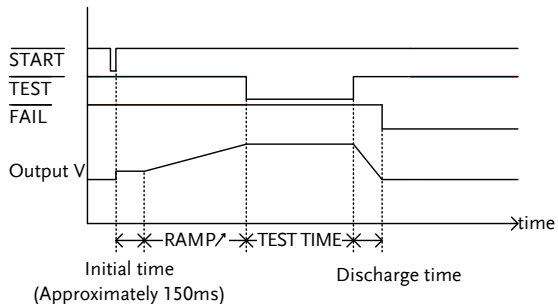 START
TEST
FAIL
Output V
time
RAMP↗ TEST TIME
Initial time
(Approximately 150ms)
Discharge time